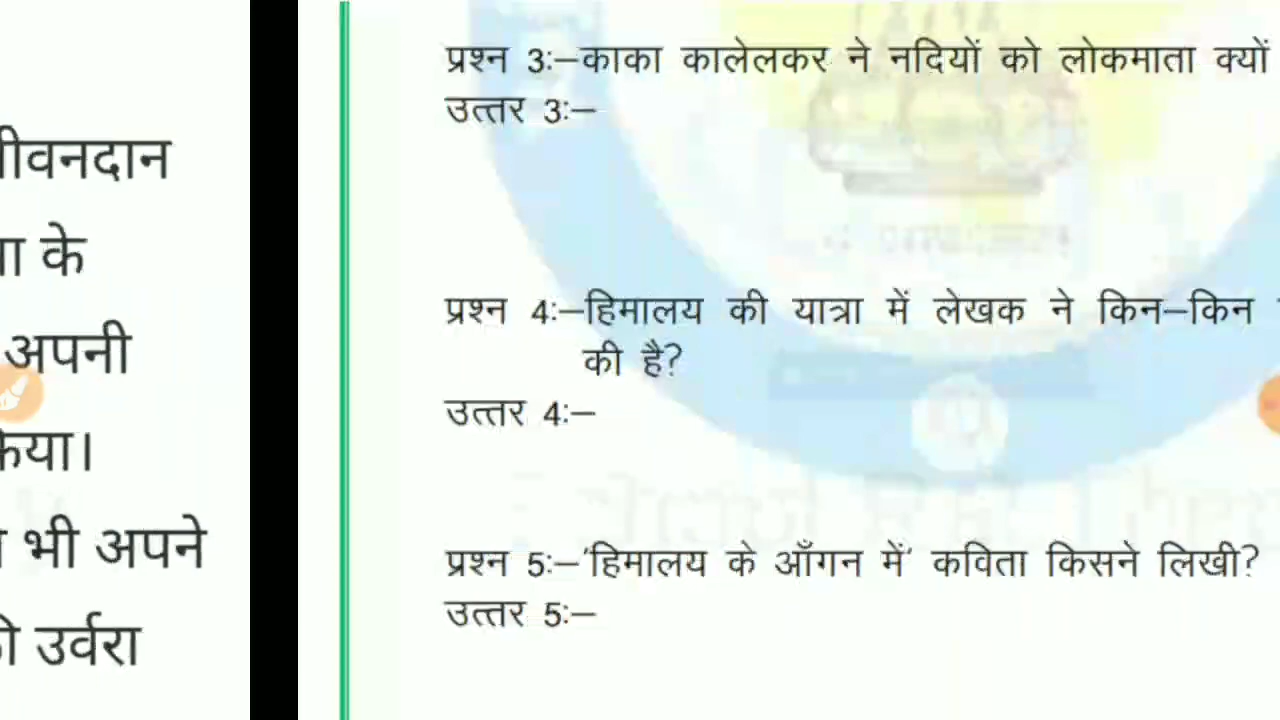 जीवनदान
के
अपनी
किया।
भी अपने
उर्वरा
प्रश्न 3:–काका कालेलकर ने नदियों को लोकमाता क्यों
उत्तर 3:–
प्रश्न 4:–हिमालय की यात्रा में लेखक ने किन–किन
की है?
उत्तर 4:–
प्रश्न 5:–'हिमालय के आँगन में' कविता किसने लिखी?
उत्तर 5:–